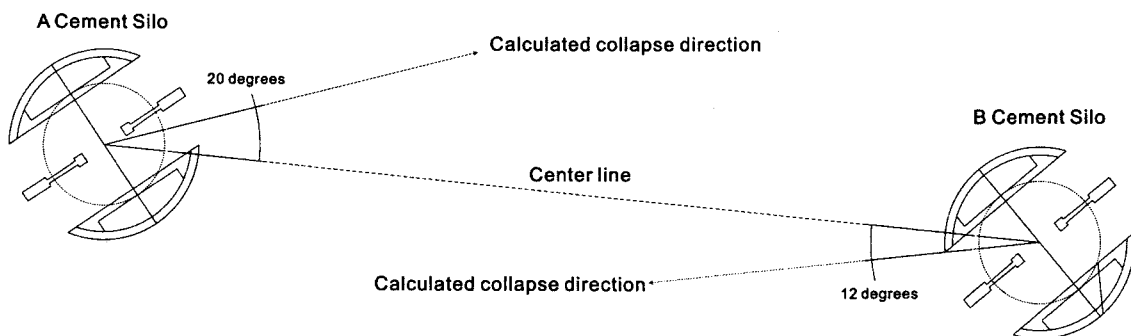 A Cement Silo
Calculated collapse direction
20 degrees
B Cement Silo
Center line
Calculated collapse direction
12 degrees